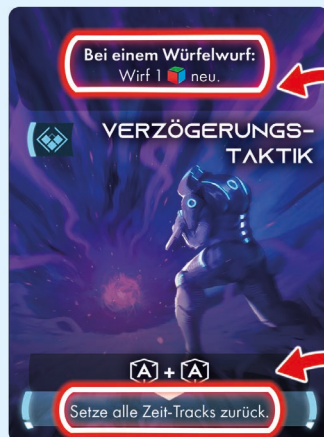 Bei einem Würfelwurf:
Wirf 1 neu.
VERZÖGERUNGS-
TAKTIK
A + A
Setze alle Zeit-Tracks zurück.